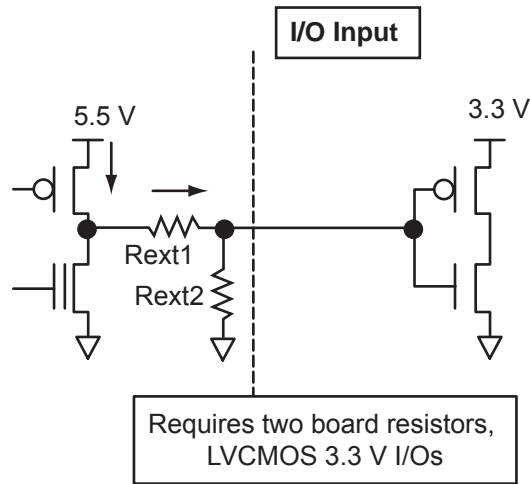 I/O Input
5.5 V
3.3 V
Rext1
Rext2
Requires two board resistors,
LVCMOS 3.3 V I/Os